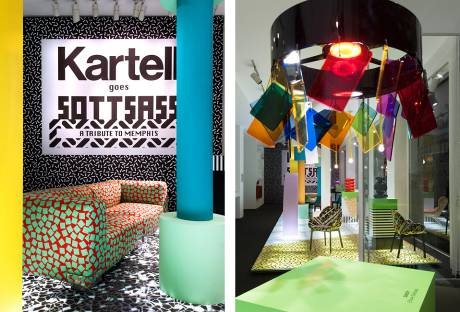 Kartell
goes
SOTTSASS
A TRIBUTE TO MEMPHIS